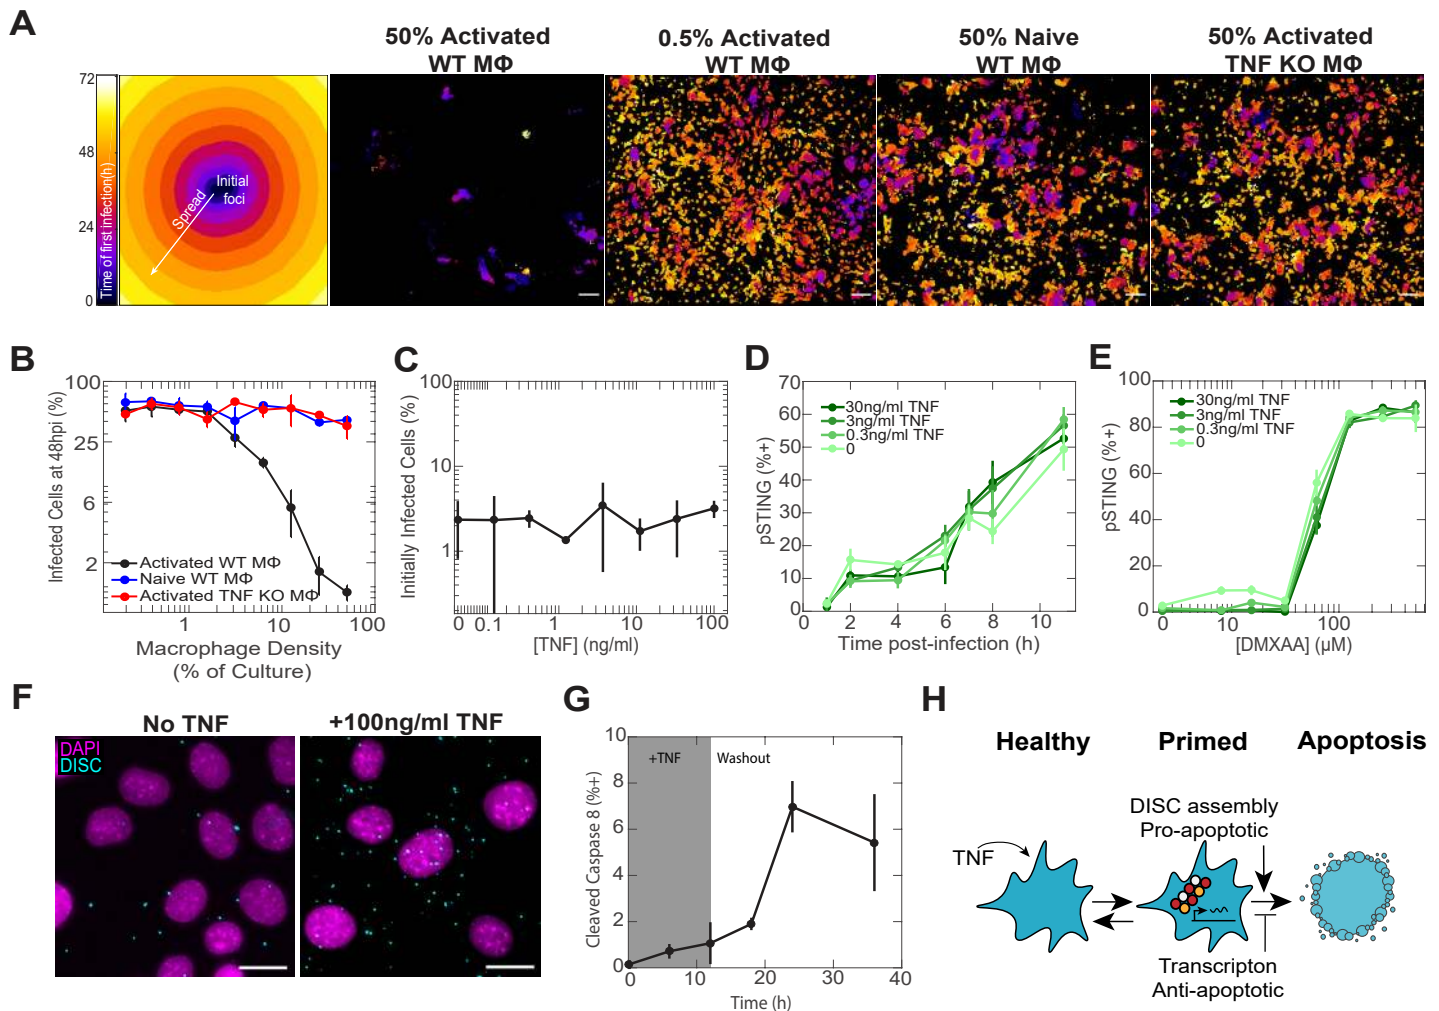 A
50% Activated
WT MΦ
0.5% Activated
WT MΦ
50% Naive
WT MΦ
50% Activated
TNF KO MΦ
72
48
24
0
Time of first infection(h)
Initial
foci
Spread
B
100
25
6
2
Infected Cells at 48hpi (%)
Activated WT MΦ
Naive WT MΦ
Activated TNF KO MΦ
1
10
100
Macrophage Density
(% of Culture)
C
100
10
1
Initially Infected Cells (%)
0
0.1
1
10
100
[TNF] (ng/ml)
D
70
60
50
40
30
20
10
0
pSTING (%+)
30ng/ml TNF
3ng/ml TNF
0.3ng/ml TNF
0
0
2
4
6
8
10
Time post-infection (h)
E
100
80
60
40
20
0
pSTING (%+)
30ng/ml TNF
3ng/ml TNF
0.3ng/ml TNF
0
0
10
100
[DMXAA] (µM)
F
No TNF
+100ng/ml TNF
DAPI
DISC
G
10
8
6
4
2
0
Cleaved Caspase 8 (%+)
+TNF
Washout
0
10
20
30
40
Time (h)
H
Healthy
Primed
Apoptosis
DISC assembly
Pro-apoptotic
TNF
Transcripton
Anti-apoptotic